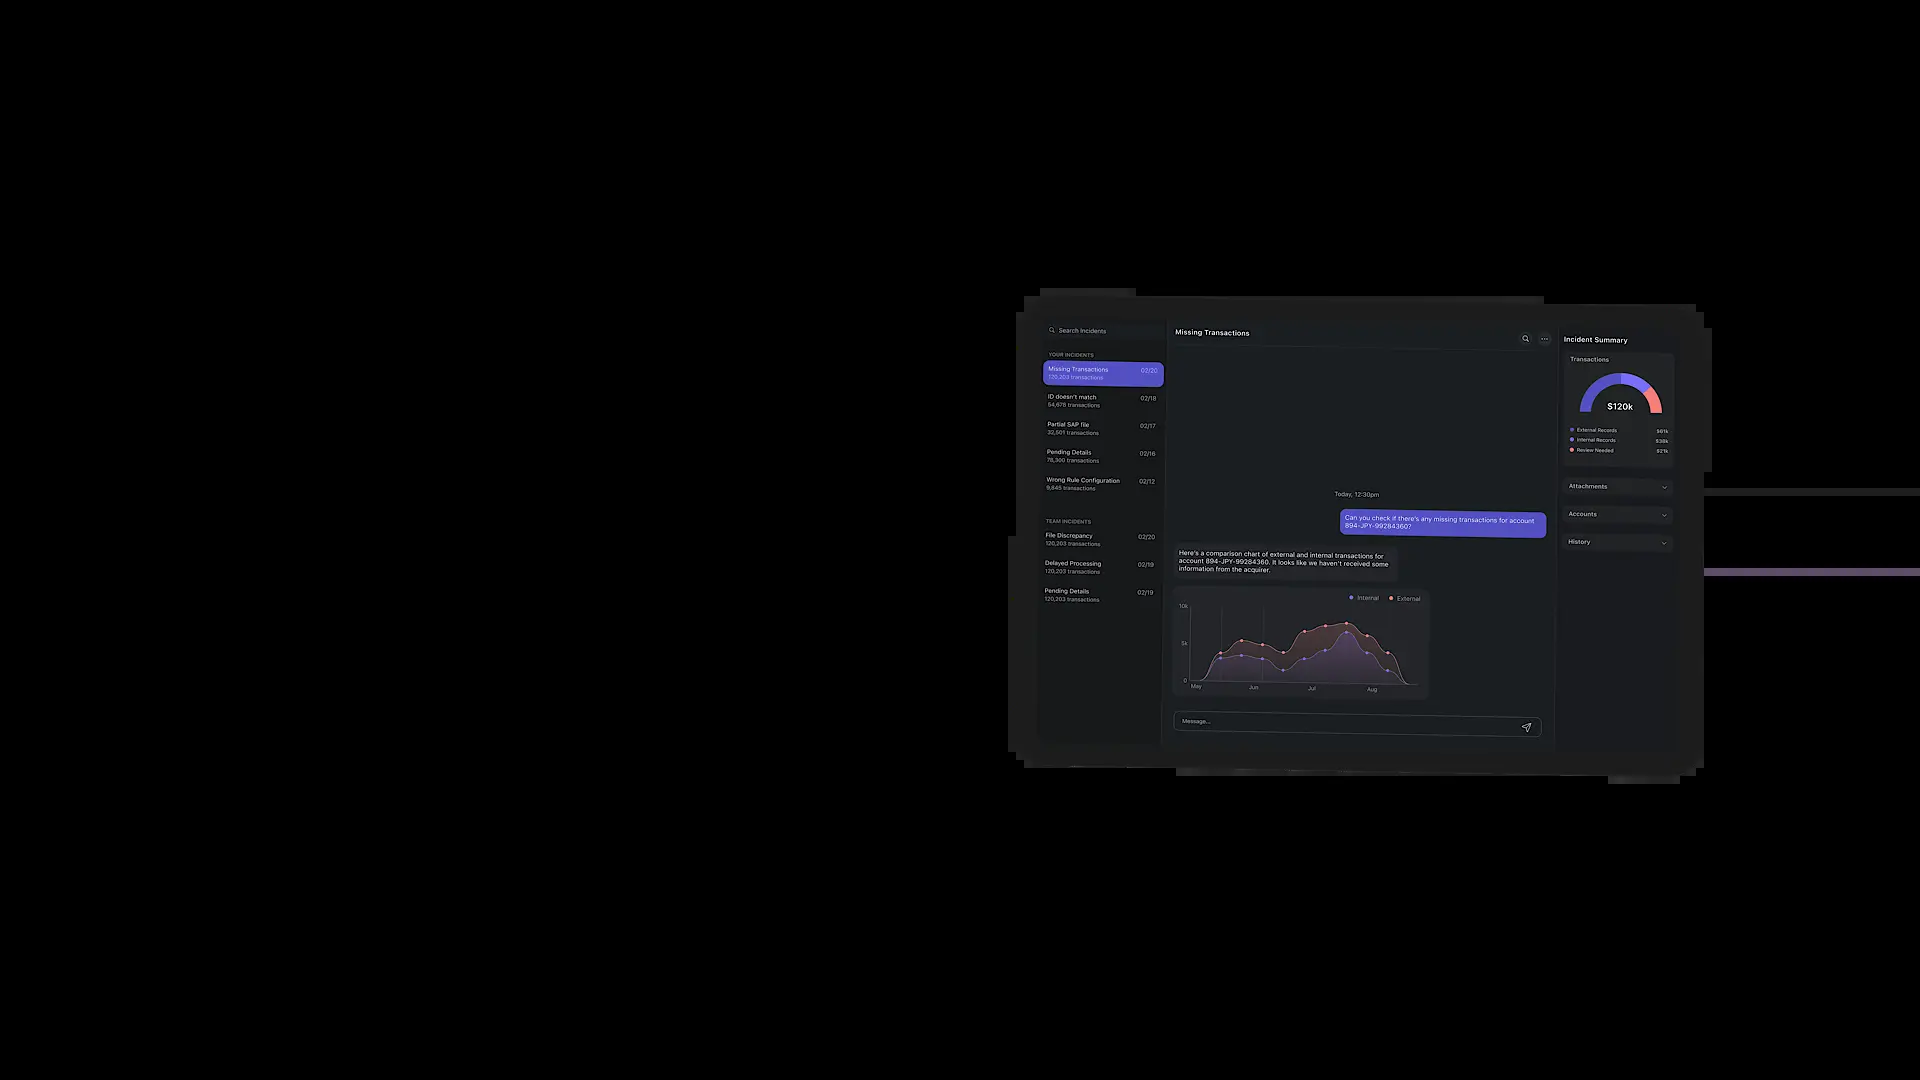 Search Incidents
YOUR INCIDENTS
Missing Transactions 02/20
120,203 transactions
ID doesn't match 02/18
54,678 transactions
Partial SAP file 02/17
32,501 transactions
Pending Details 02/16
78,300 transactions
Wrong Rule Configuration 02/12
9,845 transactions
TEAM INCIDENTS
File Discrepancy 02/20
120,203 transactions
Delayed Processing 02/19
120,203 transactions
Pending Details 02/19
120,203 transactions
Missing Transactions
Today, 12:30pm
Can you check if there's any missing transactions for account
894-JPY-99284360?
Here's a comparison chart of external and internal transactions for
account 894-JPY-99284360. It looks like we haven't received some
information from the acquirer.
Internal External
10k
5k
0
May Jun Jul Aug
Message...
Incident Summary
Transactions
$120k
External Records $61k
Internal Records $38k
Review Needed $21k
Attachments
Accounts
History